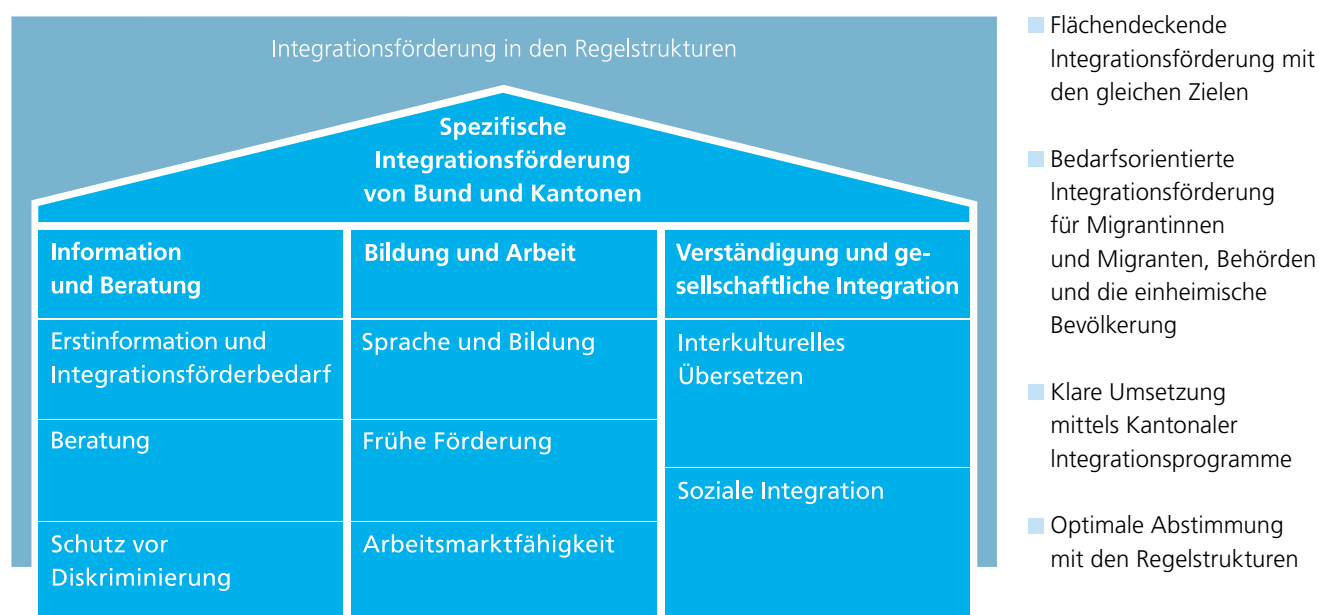 Integrationsförderung in den Regelstrukturen
Spezifische
Integrationsförderung
von Bund und Kantonen
Information
und Beratung
Erstinformation und
Integrationsförderbedarf
Beratung
Schutz vor
Diskriminierung
Bildung und Arbeit
Sprache und Bildung
Frühe Förderung
Arbeitsmarktfähigkeit
Verständigung und ge-
sellschaftliche Integration
Interkulturelles
Übersetzen
Soziale Integration
Flächendeckende
Integrationsförderung mit
den gleichen Zielen
Bedarfsorientierte
Integrationsförderung
für Migrantinnen
und Migranten, Behörden
und die einheimische
Bevölkerung
Klare Umsetzung
mittels Kantonaler
Integrationsprogramme
Optimale Abstimmung
mit den Regelstrukturen